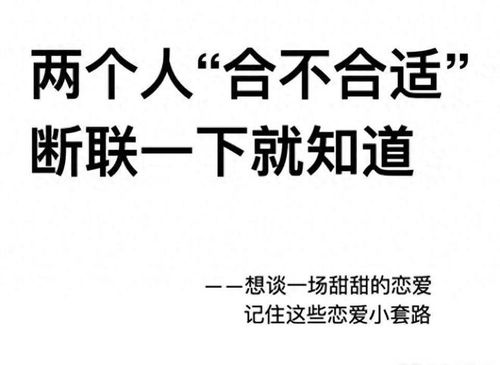 两个人“合不合适”
断联一下就知道
——想谈一场甜甜的恋爱
记住这些恋爱小套路